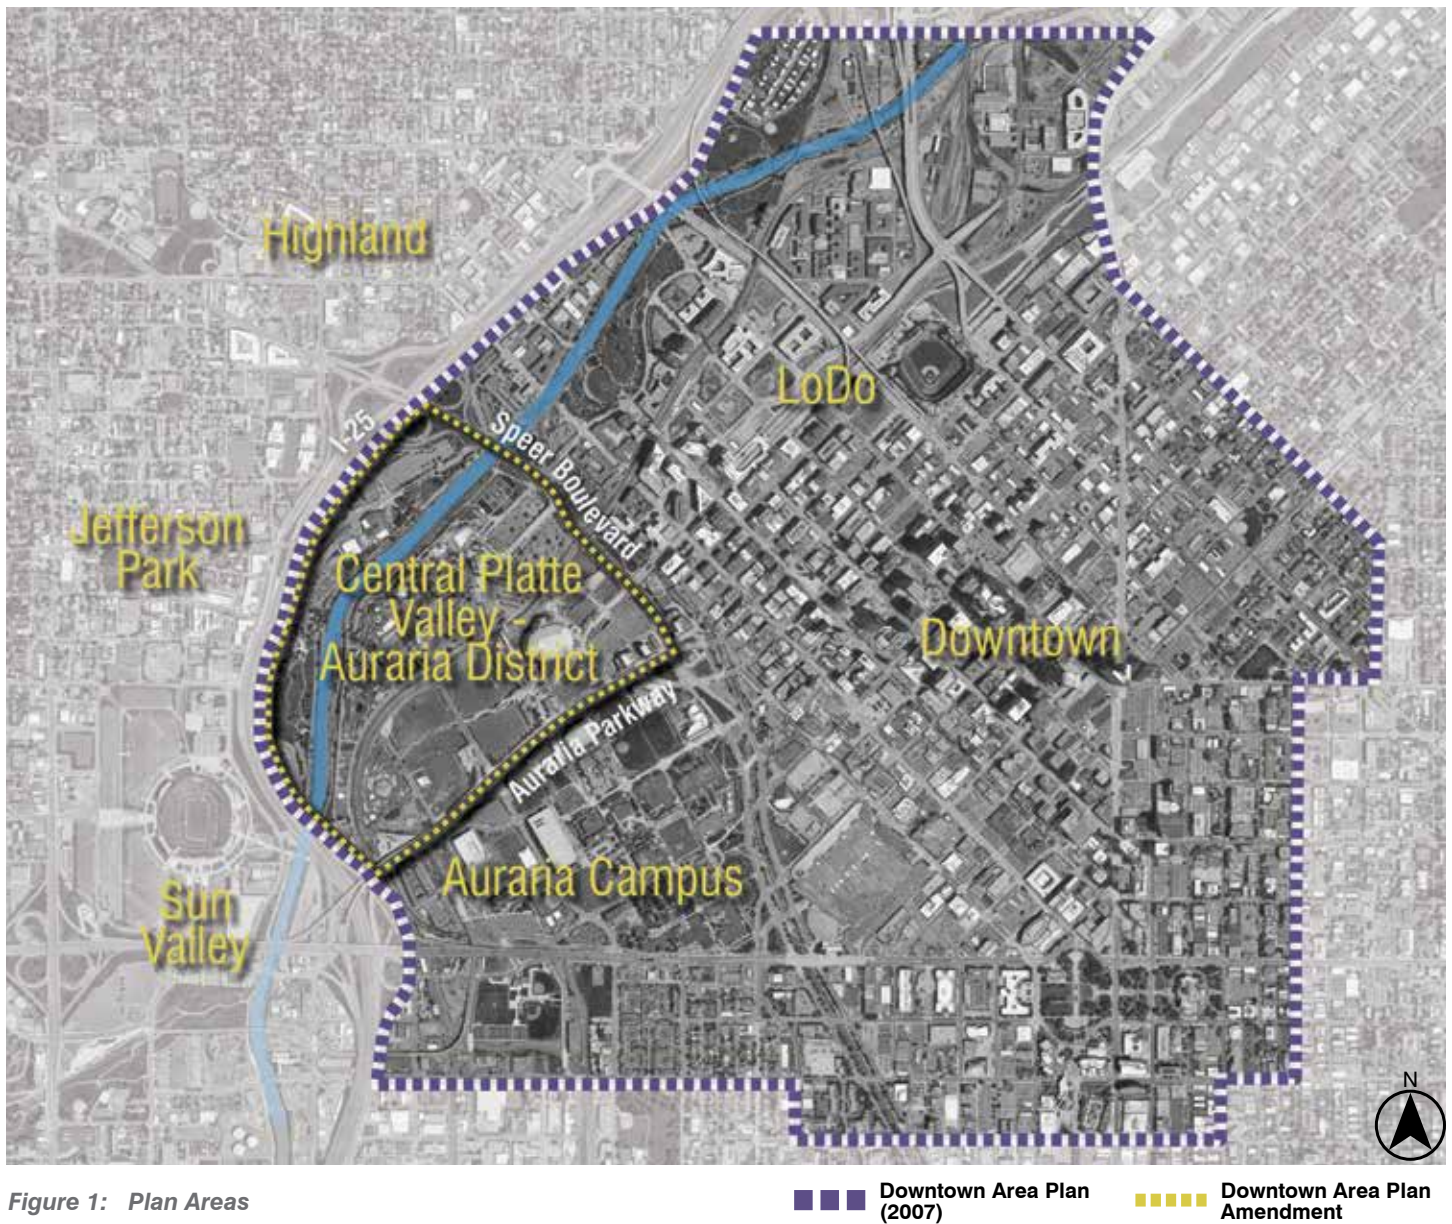 Highland
LoDo
I-25
Speer Boulevard
Jefferson
Park
Central Platte
Valley -
Auraria District
Downtown
Auraria Parkway
Auraria Campus
Sun
Valley
N
Figure 1: Plan Areas
Downtown Area Plan
(2007)
Downtown Area Plan
Amendment